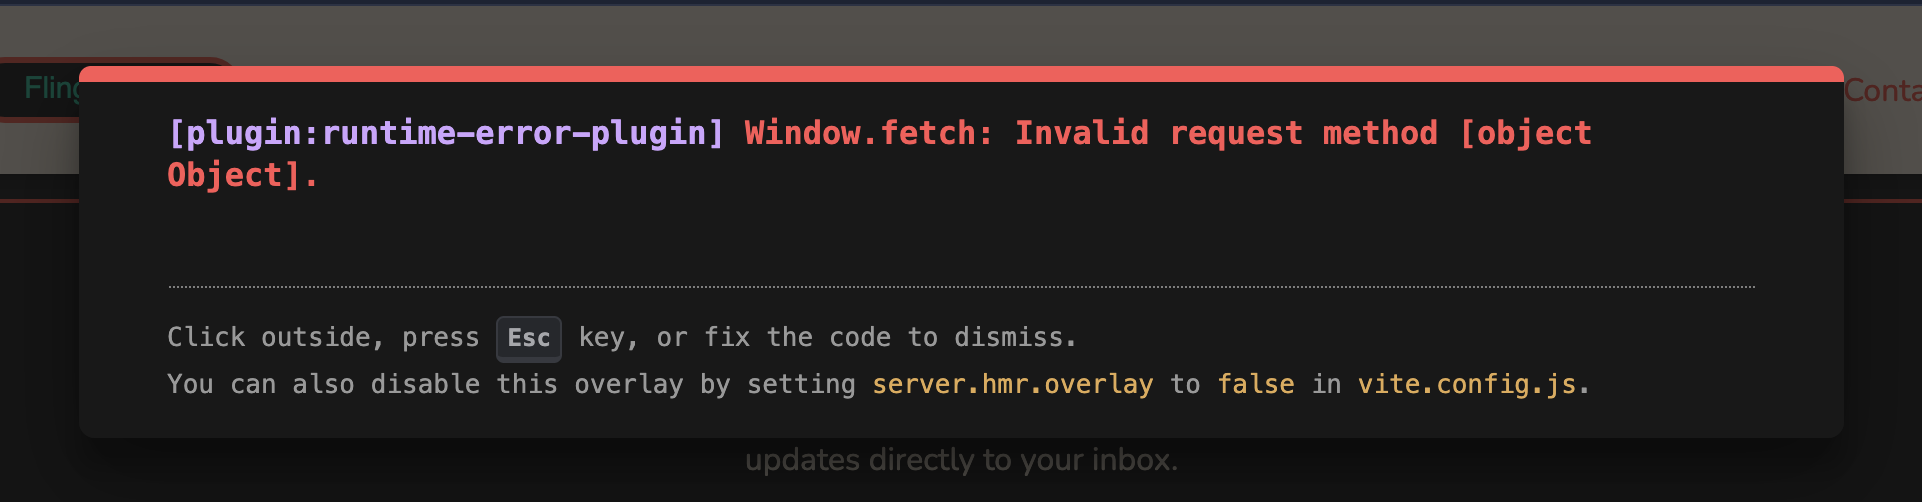 Fling
Conta
[plugin:runtime-error-plugin] Window.fetch: Invalid request method [object
Object].
Click outside, press Esc key, or fix the code to dismiss.
You can also disable this overlay by setting server.hmr.overlay to false in vite.config.js.
updates directly to your inbox.